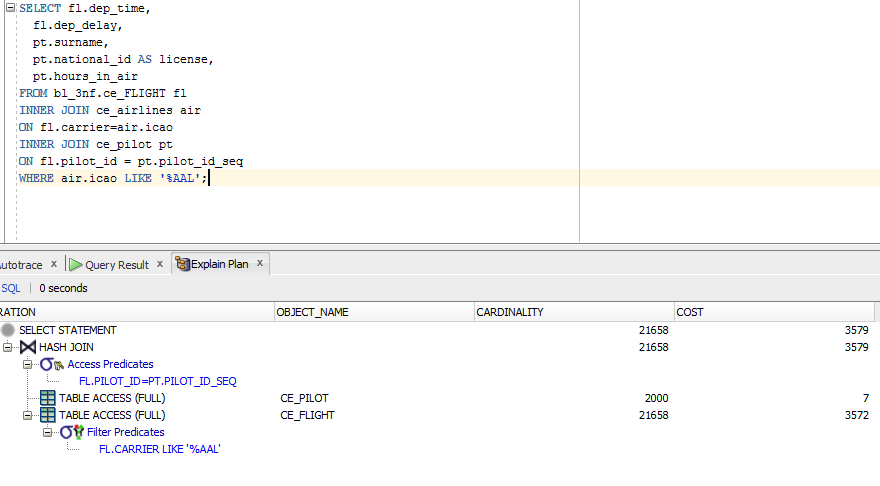 SELECT fl.dep_time,
fl.dep_delay,
pt.surname,
pt.national_id AS license,
pt.hours_in_air
FROM bl_3nf.ce_FLIGHT fl
INNER JOIN ce_airlines air
ON fl.carrier=air.icao
INNER JOIN ce_pilot pt
ON fl.pilot_id = pt.pilot_id_seq
WHERE air.icao LIKE '%AAL';
utotrace x Query Result x Explain Plan x
SQL | 0 seconds
RATION OBJECT_NAME CARDINALITY COST
SELECT STATEMENT 21658 3579
HASH JOIN 21658 3579
Access Predicates
FL.PILOT_ID=PT.PILOT_ID_SEQ
TABLE ACCESS (FULL) CE_PILOT 2000 7
TABLE ACCESS (FULL) CE_FLIGHT 21658 3572
Filter Predicates
FL.CARRIER LIKE '%AAL'